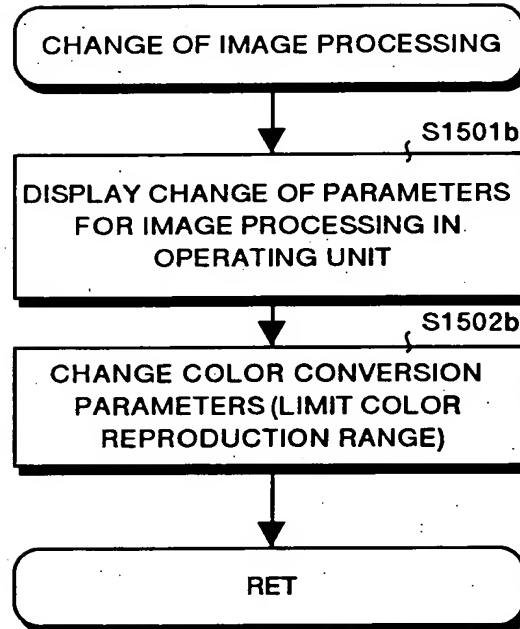 CHANGE OF IMAGE PROCESSING
S1501b
DISPLAY CHANGE OF PARAMETERS
FOR IMAGE PROCESSING IN
OPERATING UNIT
S1502b
CHANGE COLOR CONVERSION
PARAMETERS (LIMIT COLOR
REPRODUCTION RANGE)
RET